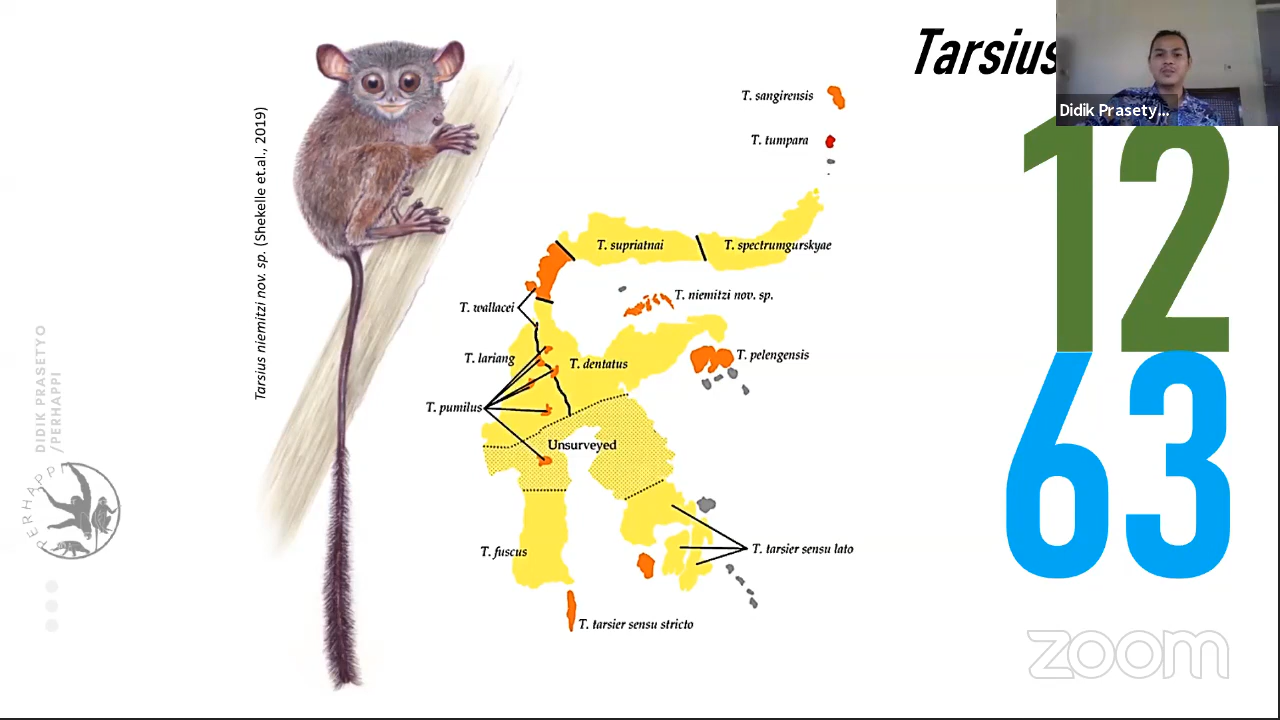 Tarsius
Didik Prasety...
12
63
Tarsius niemitzi nov. sp. (Shekelle et.al., 2019)
T. sangirensis
T. tumpara
T. supriatnai
T. spectrumgurskyae
T. niemitzi nov. sp.
T. wallacei
T. lariang
T. dentatus
T. pelengensis
T. pumilus
Unsurveyed
T. fuscus
T. tarsier sensu lato
T. tarsier sensu stricto
DIDIK PRASETYO
/PERHAPPI
PERHAPPI
zoom